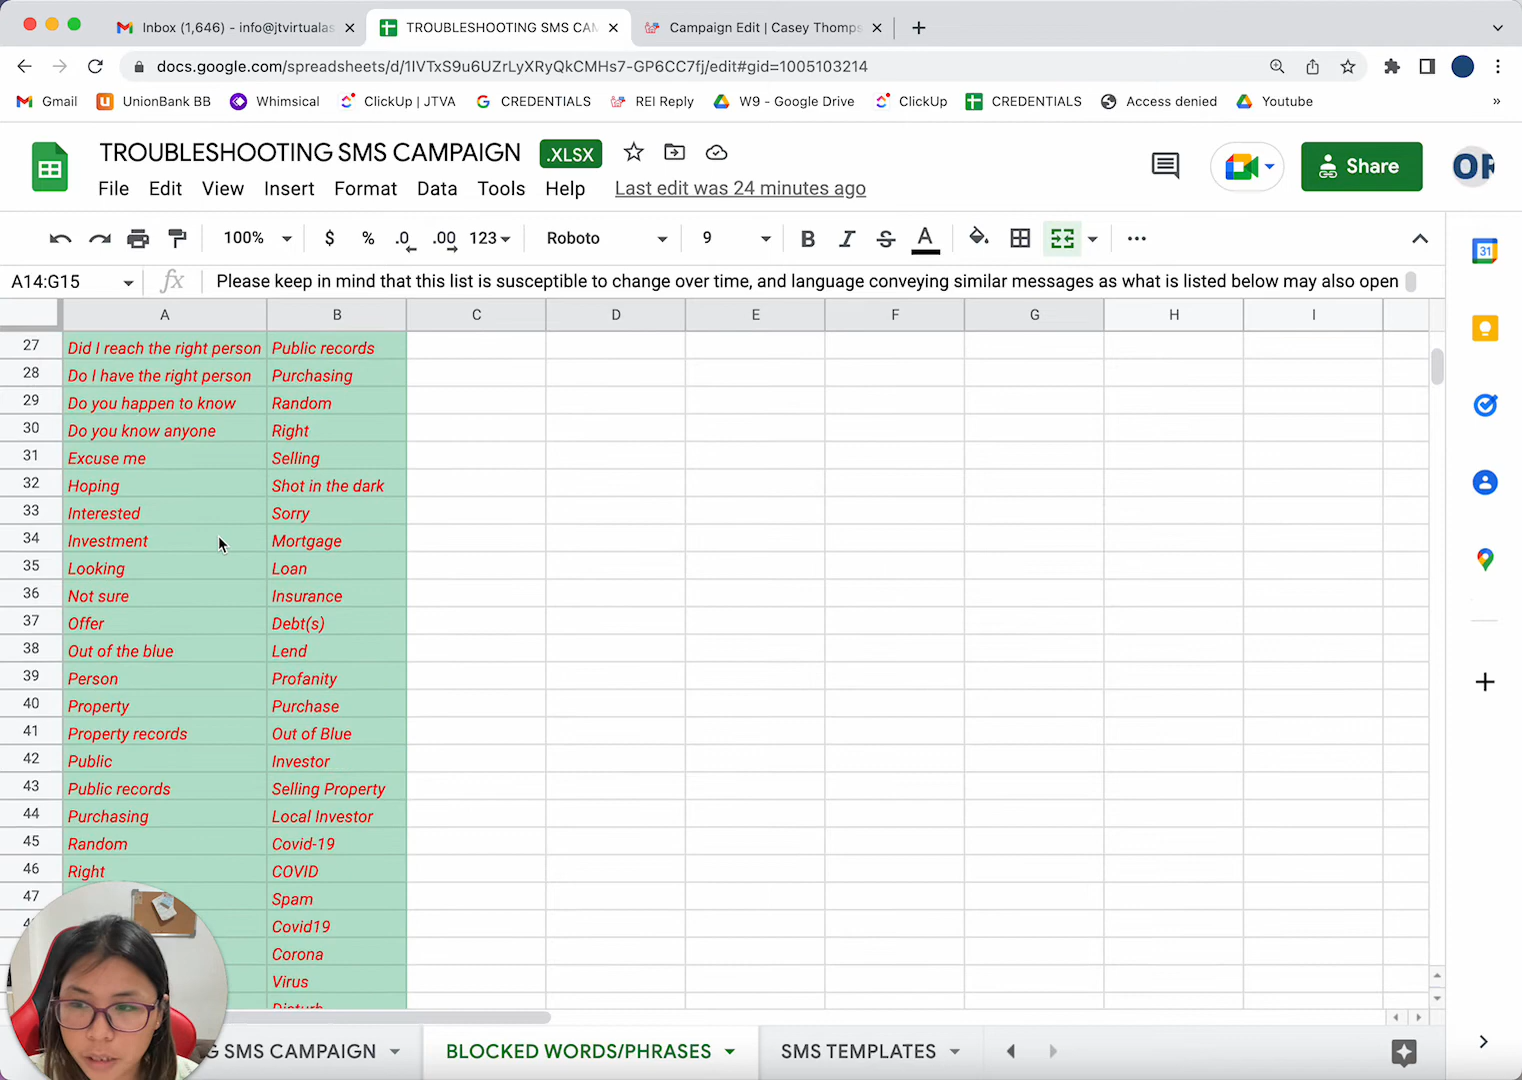 Inbox (1,646) - info@jtvirtualas
TROUBLESHOOTING SMS CAM
Campaign Edit | Casey Thomps
docs.google.com/spreadsheets/d/1IVTxS9u6UZrLyXRyQkCMHs7-GP6CC7fj/edit#gid=1005103214
Gmail UnionBank BB Whimsical ClickUp | JTVA CREDENTIALS REI Reply W9 - Google Drive ClickUp CREDENTIALS Access denied Youtube »
TROUBLESHOOTING SMS CAMPAIGN .XLSX
Share
File Edit View Insert Format Data Tools Help Last edit was 24 minutes ago
100% $ % .0 .00 123 Roboto 9 B I S A
31
A14:G15 fx Please keep in mind that this list is susceptible to change over time, and language conveying similar messages as what is listed below may also open
A B C D E F G H I
27 Did I reach the right person Public records
28 Do I have the right person Purchasing
29 Do you happen to know Random
30 Do you know anyone Right
31 Excuse me Selling
32 Hoping Shot in the dark
33 Interested Sorry
34 Investment Mortgage
35 Looking Loan
36 Not sure Insurance
37 Offer Debt(s)
38 Out of the blue Lend
39 Person Profanity
40 Property Purchase
41 Property records Out of Blue
42 Public Investor
43 Public records Selling Property
44 Purchasing Local Investor
45 Random Covid-19
46 Right COVID
47 Spam
Covid19
Corona
Virus
Disturb
G SMS CAMPAIGN BLOCKED WORDS/PHRASES SMS TEMPLATES